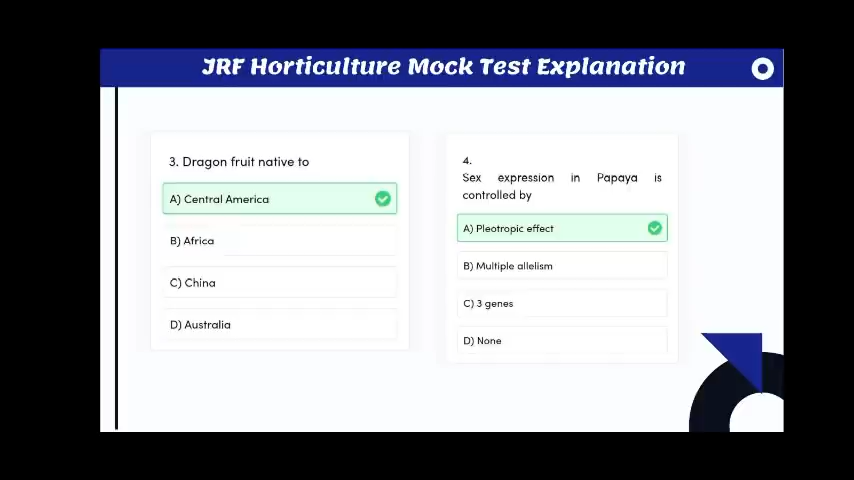 JRF Horticulture Mock Test Explanation
3. Dragon fruit native to
A) Central America
B) Africa
C) China
D) Australia
4.
Sex expression in Papaya is
controlled by
A) Pleotropic effect
B) Multiple allelism
C) 3 genes
D) None